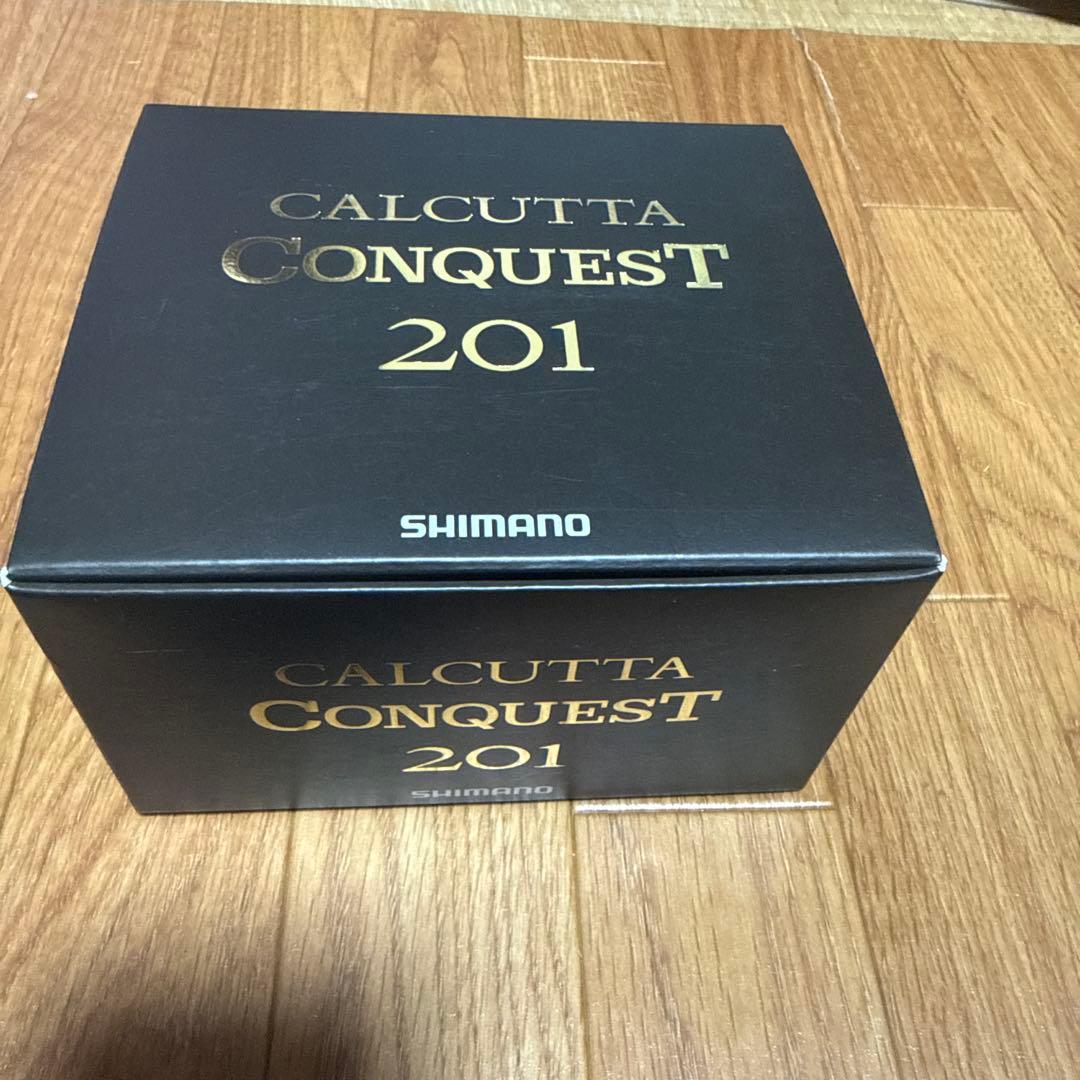 CALCUTTA
CONQUEST
201
SHIMANO
CALCUTTA
CONQUEST
201
SHIMANO